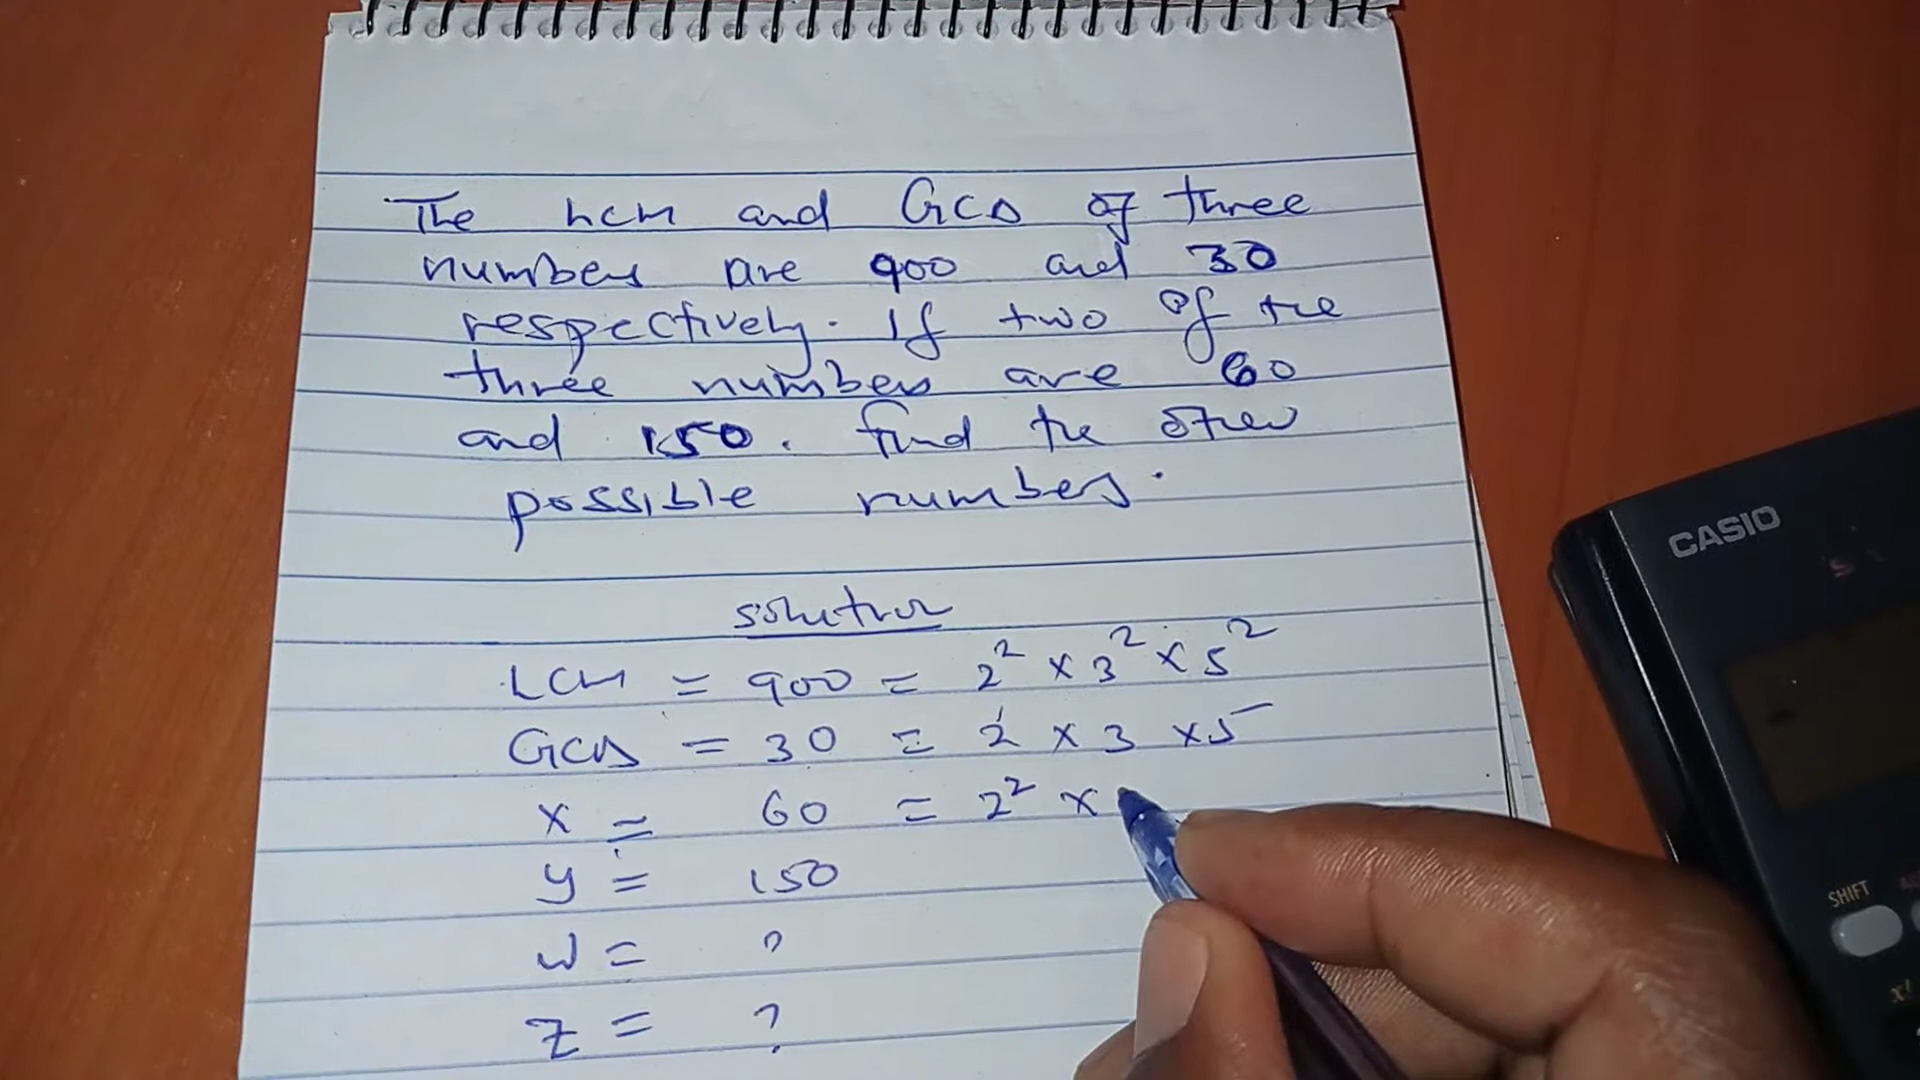 The LCM and GCD of three
numbers are 900 and 30
respectively. If two of the
three numbers are 60
and 150. find the other
possible numbers.
solution
LCM = 900 = 2² x 3² x 5²
GCD = 30 = 2 x 3 x 5
x = 60 = 2² x
y = 150
W = ?
Z = ?
CASIO
SHIFT
x!